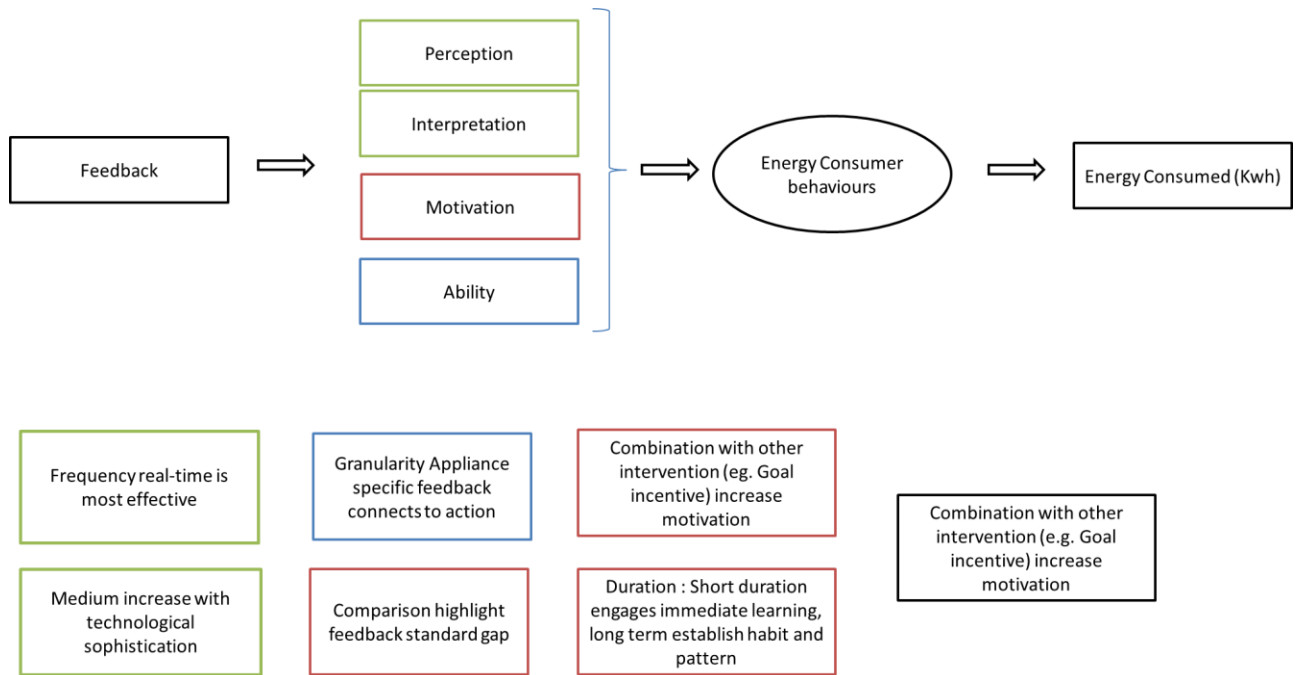 Perception
Interpretation
Feedback
Motivation
Ability
Energy Consumer
behaviours
Energy Consumed (Kwh)
Frequency real-time is
most effective
Granularity Appliance
specific feedback
connects to action
Combination with other
intervention (eg. Goal
incentive) increase
motivation
Combination with other
intervention (e.g. Goal
incentive) increase
motivation
Medium increase with
technological
sophistication
Comparison highlight
feedback standard gap
Duration : Short duration
engages immediate learning,
long term establish habit and
pattern